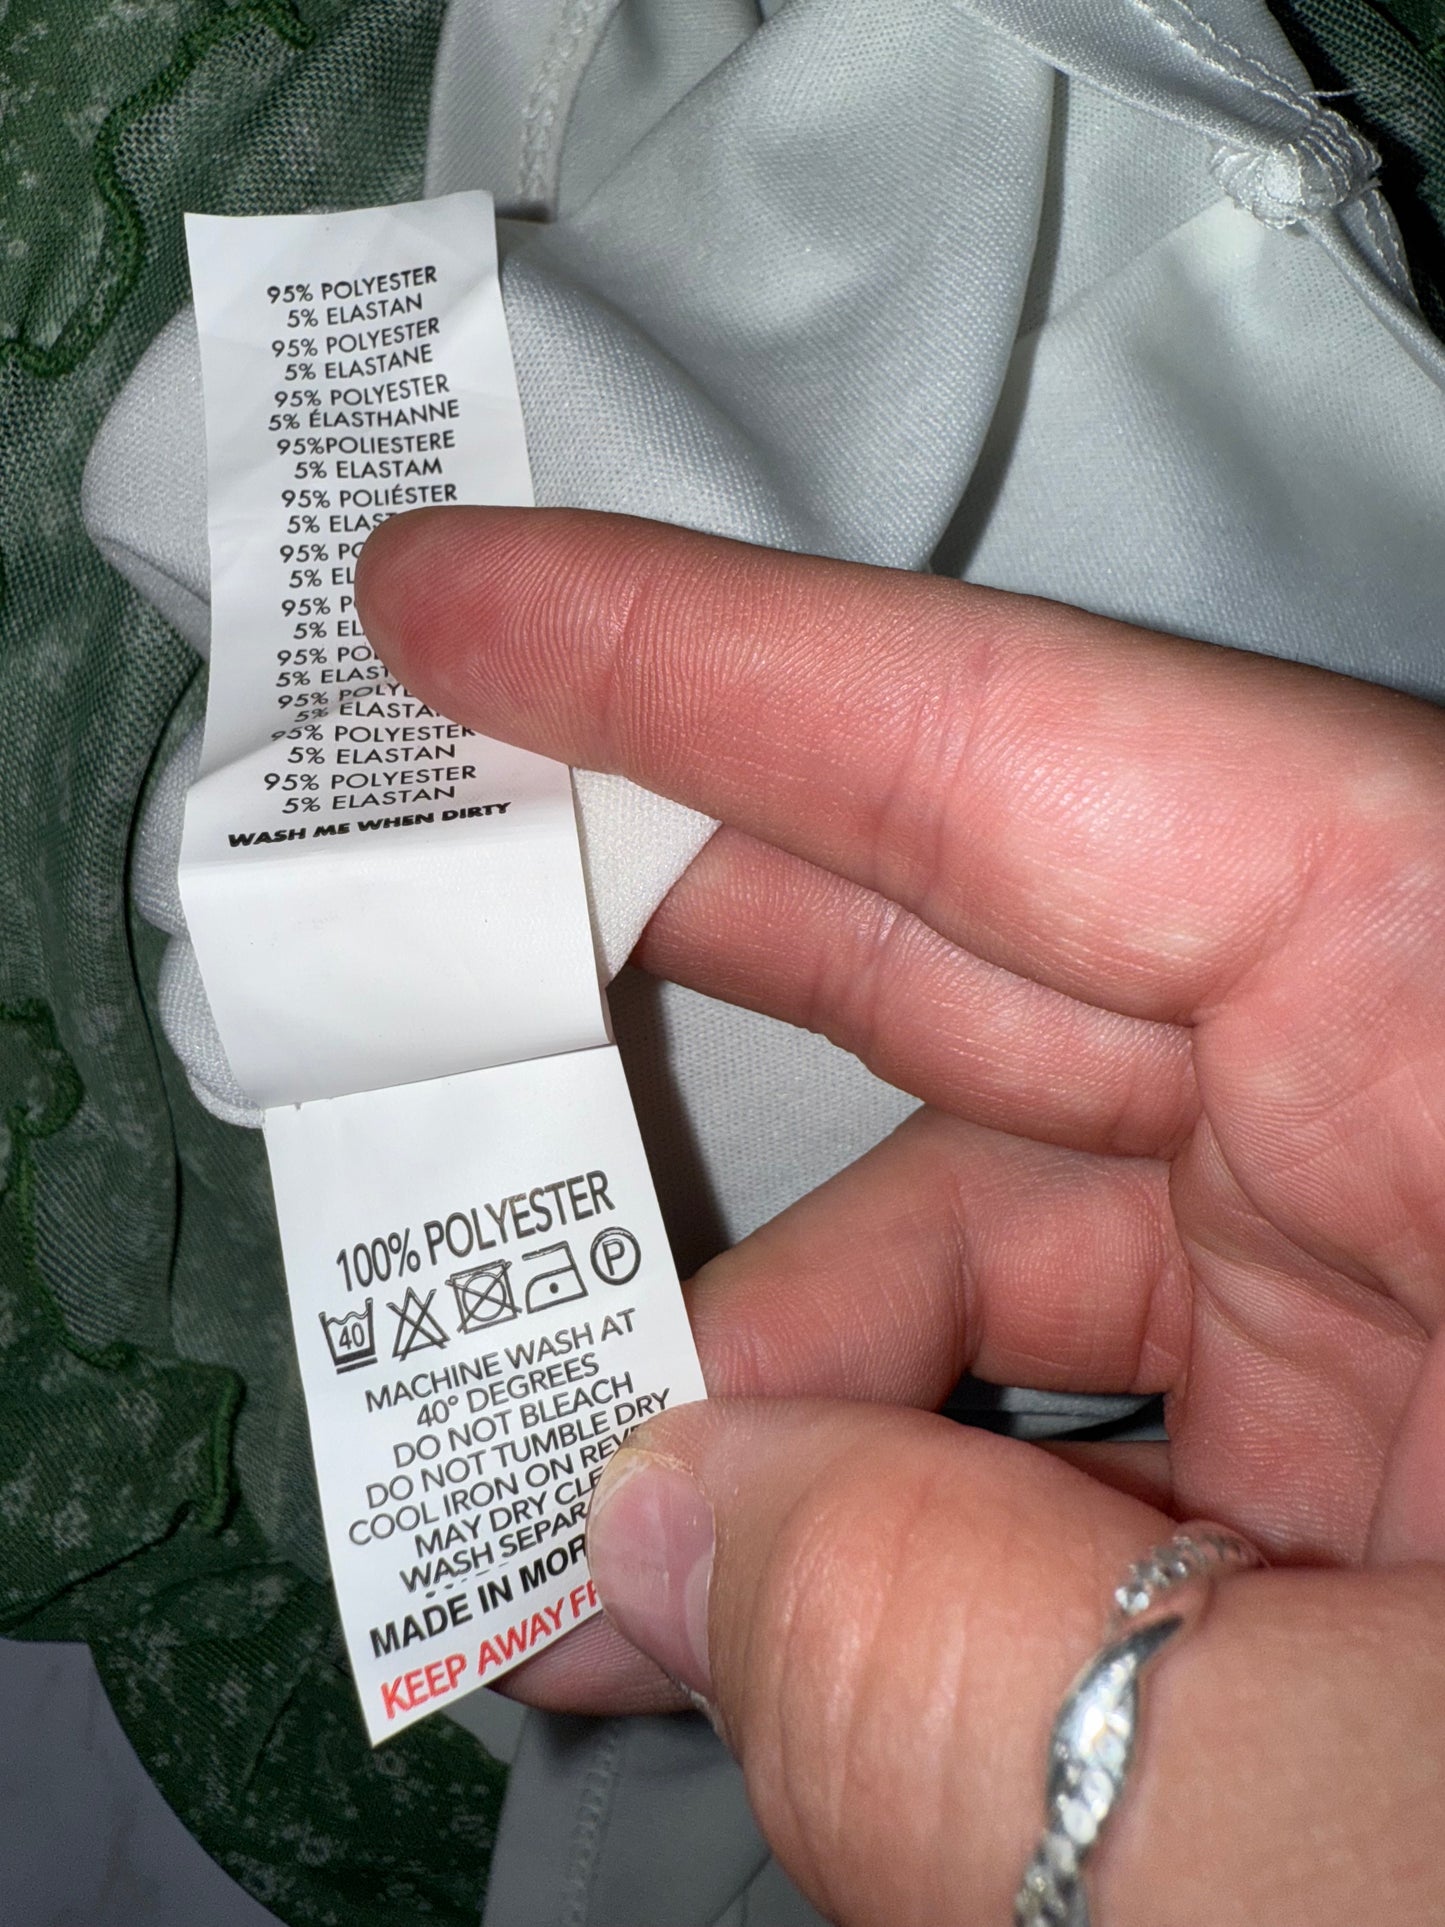 95% POLYESTER
5% ELASTAN
95% POLYESTER
5% ELASTANE
95% POLYESTER
5% ÉLASTHANNE
95%POLIESTERE
5% ELASTAM
95% POLIÉSTER
5%
95%
5%
95%
5%
95%
5%
95%
5%
95% POLYESTER
5% ELASTAN
95% POLYESTER
5% ELASTAN
WASH ME WHEN DIRTY
100% POLYESTER
40 P
MACHINE WASH AT
40° DEGREES
DO NOT BLEACH
DO NOT TUMBLE DRY
COOL IRON ON
MAY DRY
WASH
MADE IN
KEEP AWAY